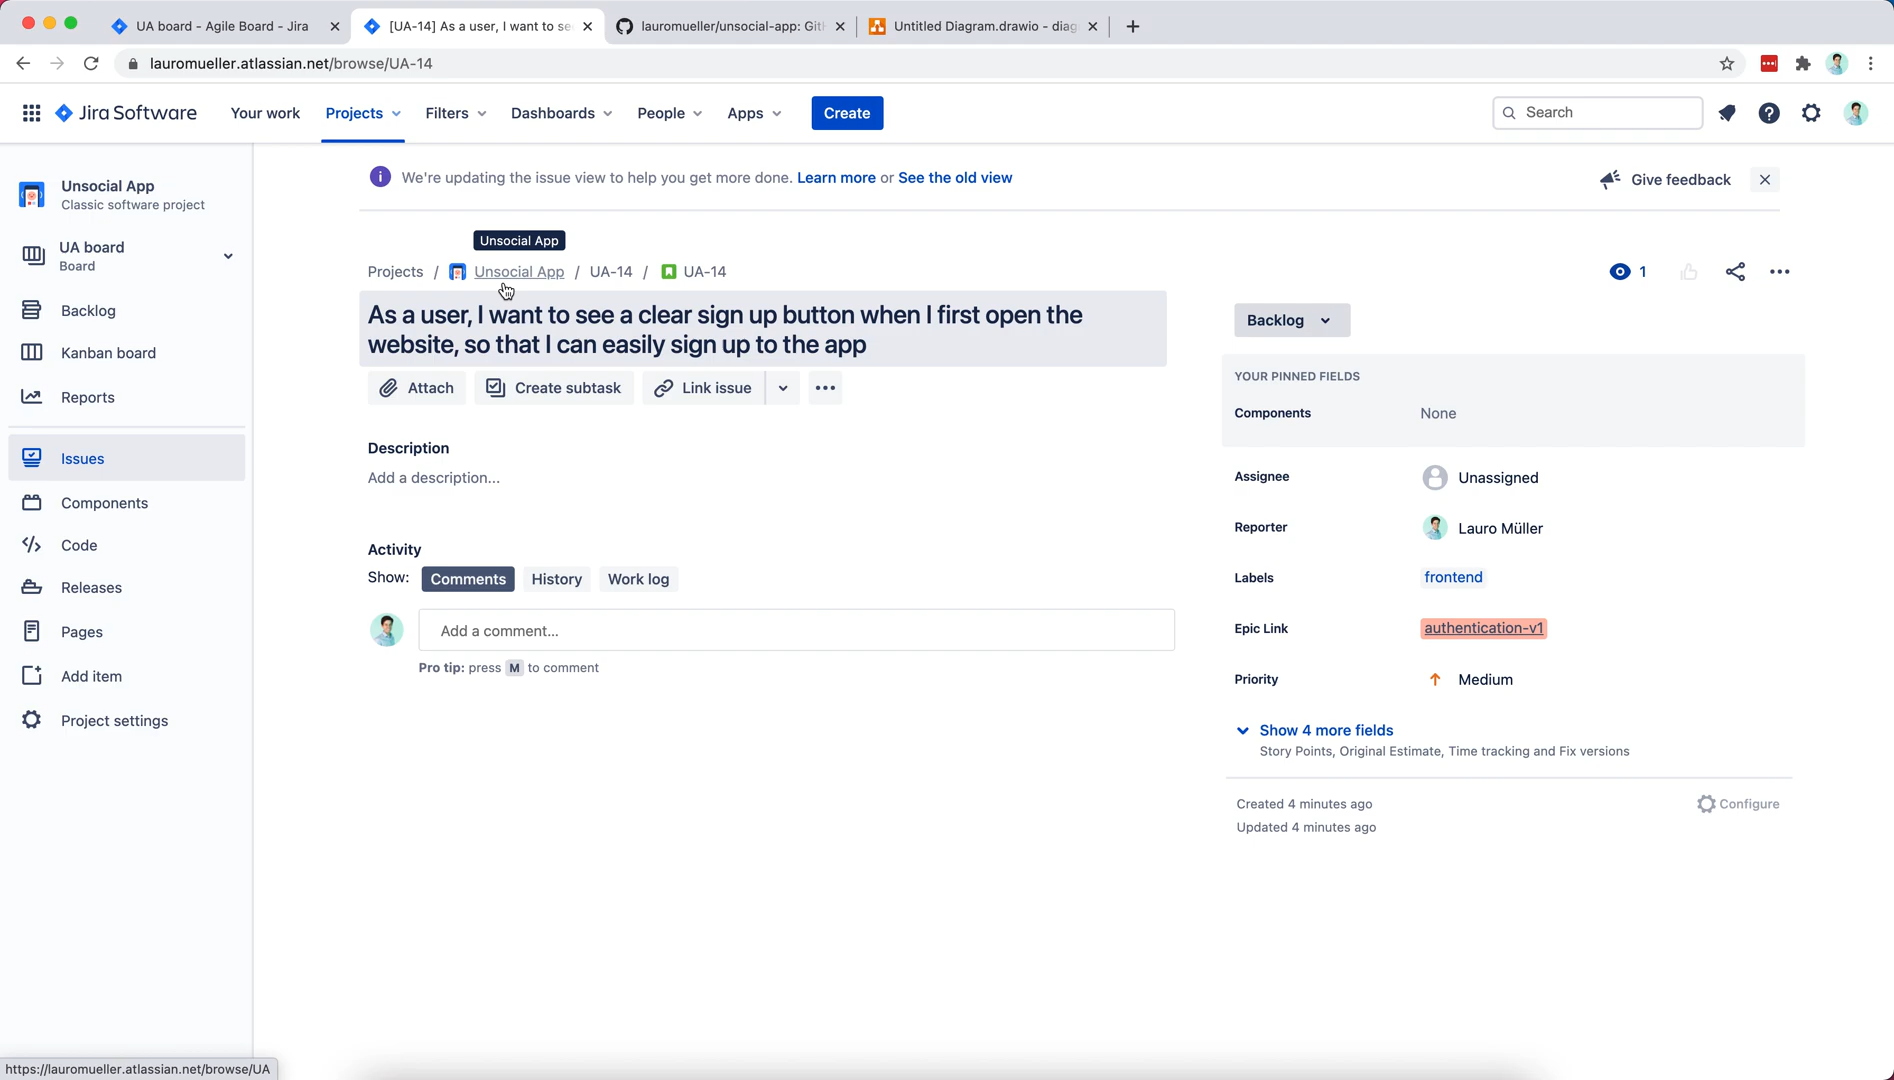 UA board - Agile Board - Jira
[UA-14] As a user, I want to se
lauromueller/unsocial-app: Gitl
Untitled Diagram.drawio - diag
lauromueller.atlassian.net/browse/UA-14
Jira Software
Your work
Projects
Filters
Dashboards
People
Apps
Create
Search
Unsocial App
Classic software project
UA board
Board
Backlog
Kanban board
Reports
Issues
Components
Code
Releases
Pages
Add item
Project settings
We're updating the issue view to help you get more done. Learn more or See the old view
Give feedback
Unsocial App
Projects / Unsocial App / UA-14 / UA-14
1
As a user, I want to see a clear sign up button when I first open the
website, so that I can easily sign up to the app
Attach
Create subtask
Link issue
Description
Add a description...
Activity
Show: Comments History Work log
Add a comment...
Pro tip: press M to comment
Backlog
YOUR PINNED FIELDS
Components None
Assignee Unassigned
Reporter Lauro Müller
Labels frontend
Epic Link authentication-v1
Priority Medium
Show 4 more fields
Story Points, Original Estimate, Time tracking and Fix versions
Created 4 minutes ago
Configure
Updated 4 minutes ago
https://lauromueller.atlassian.net/browse/UA